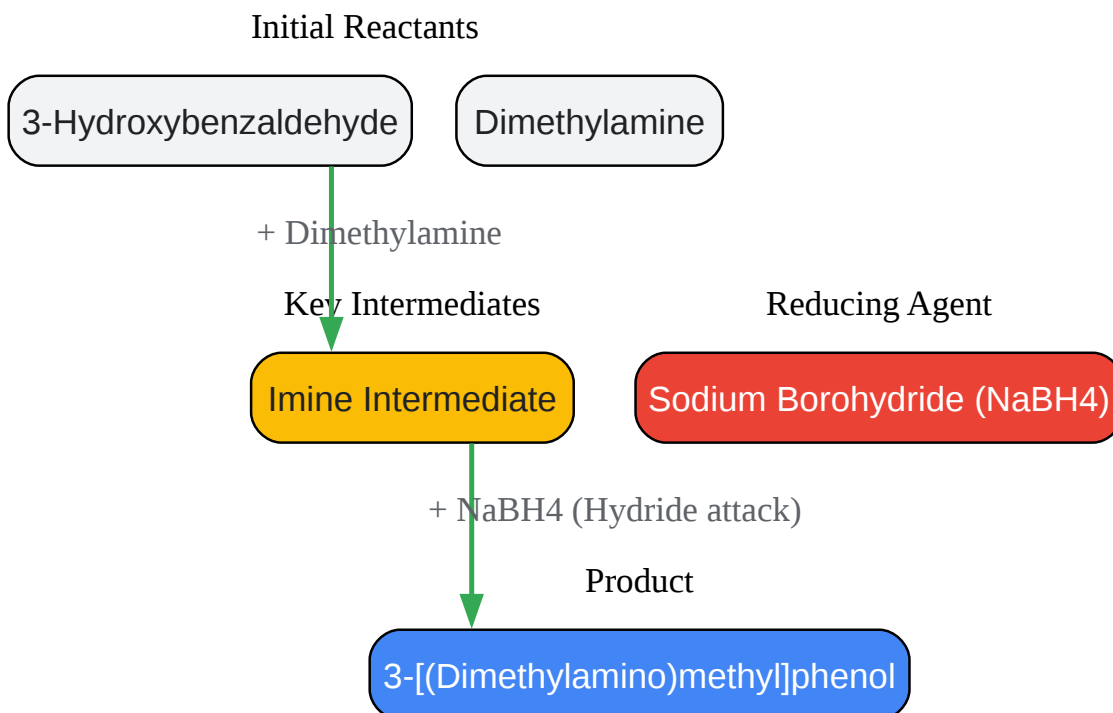 Initial Reactants
3-Hydroxybenzaldehyde
Dimethylamine
+ Dimethylamine
Key Intermediates
Reducing Agent
Imine Intermediate
Sodium Borohydride (NaBH4)
+ NaBH4 (Hydride attack)
Product
3-[(Dimethylamino)methyl]phenol